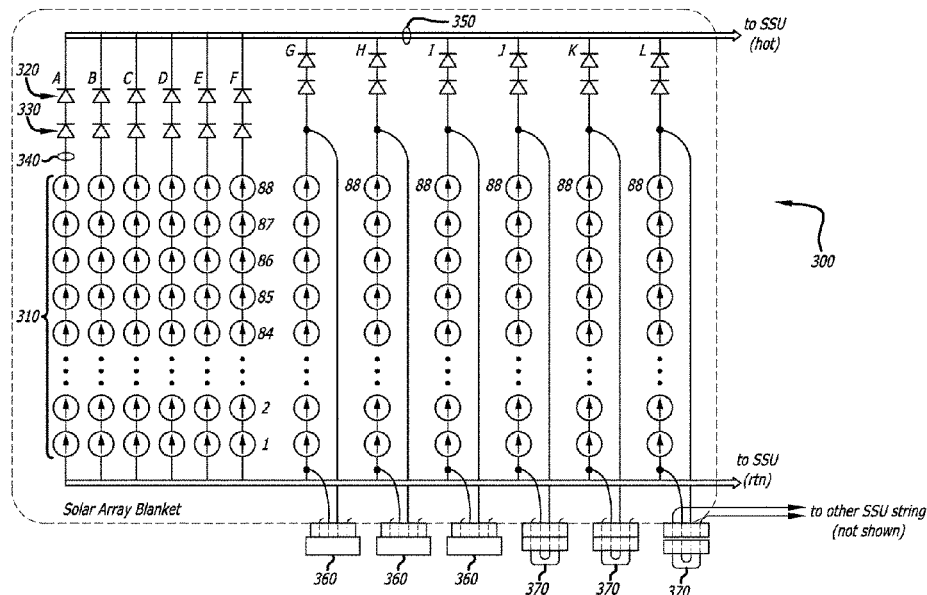 350
to SSU
(hot)
A B C D E F G H I J K L
320
330
340
88 88 88 88 88 88
87
86
310 85
84
300
2
1
to SSU
(rtn)
Solar Array Blanket
to other SSU string
(not shown)
360 360 360 370 370 370